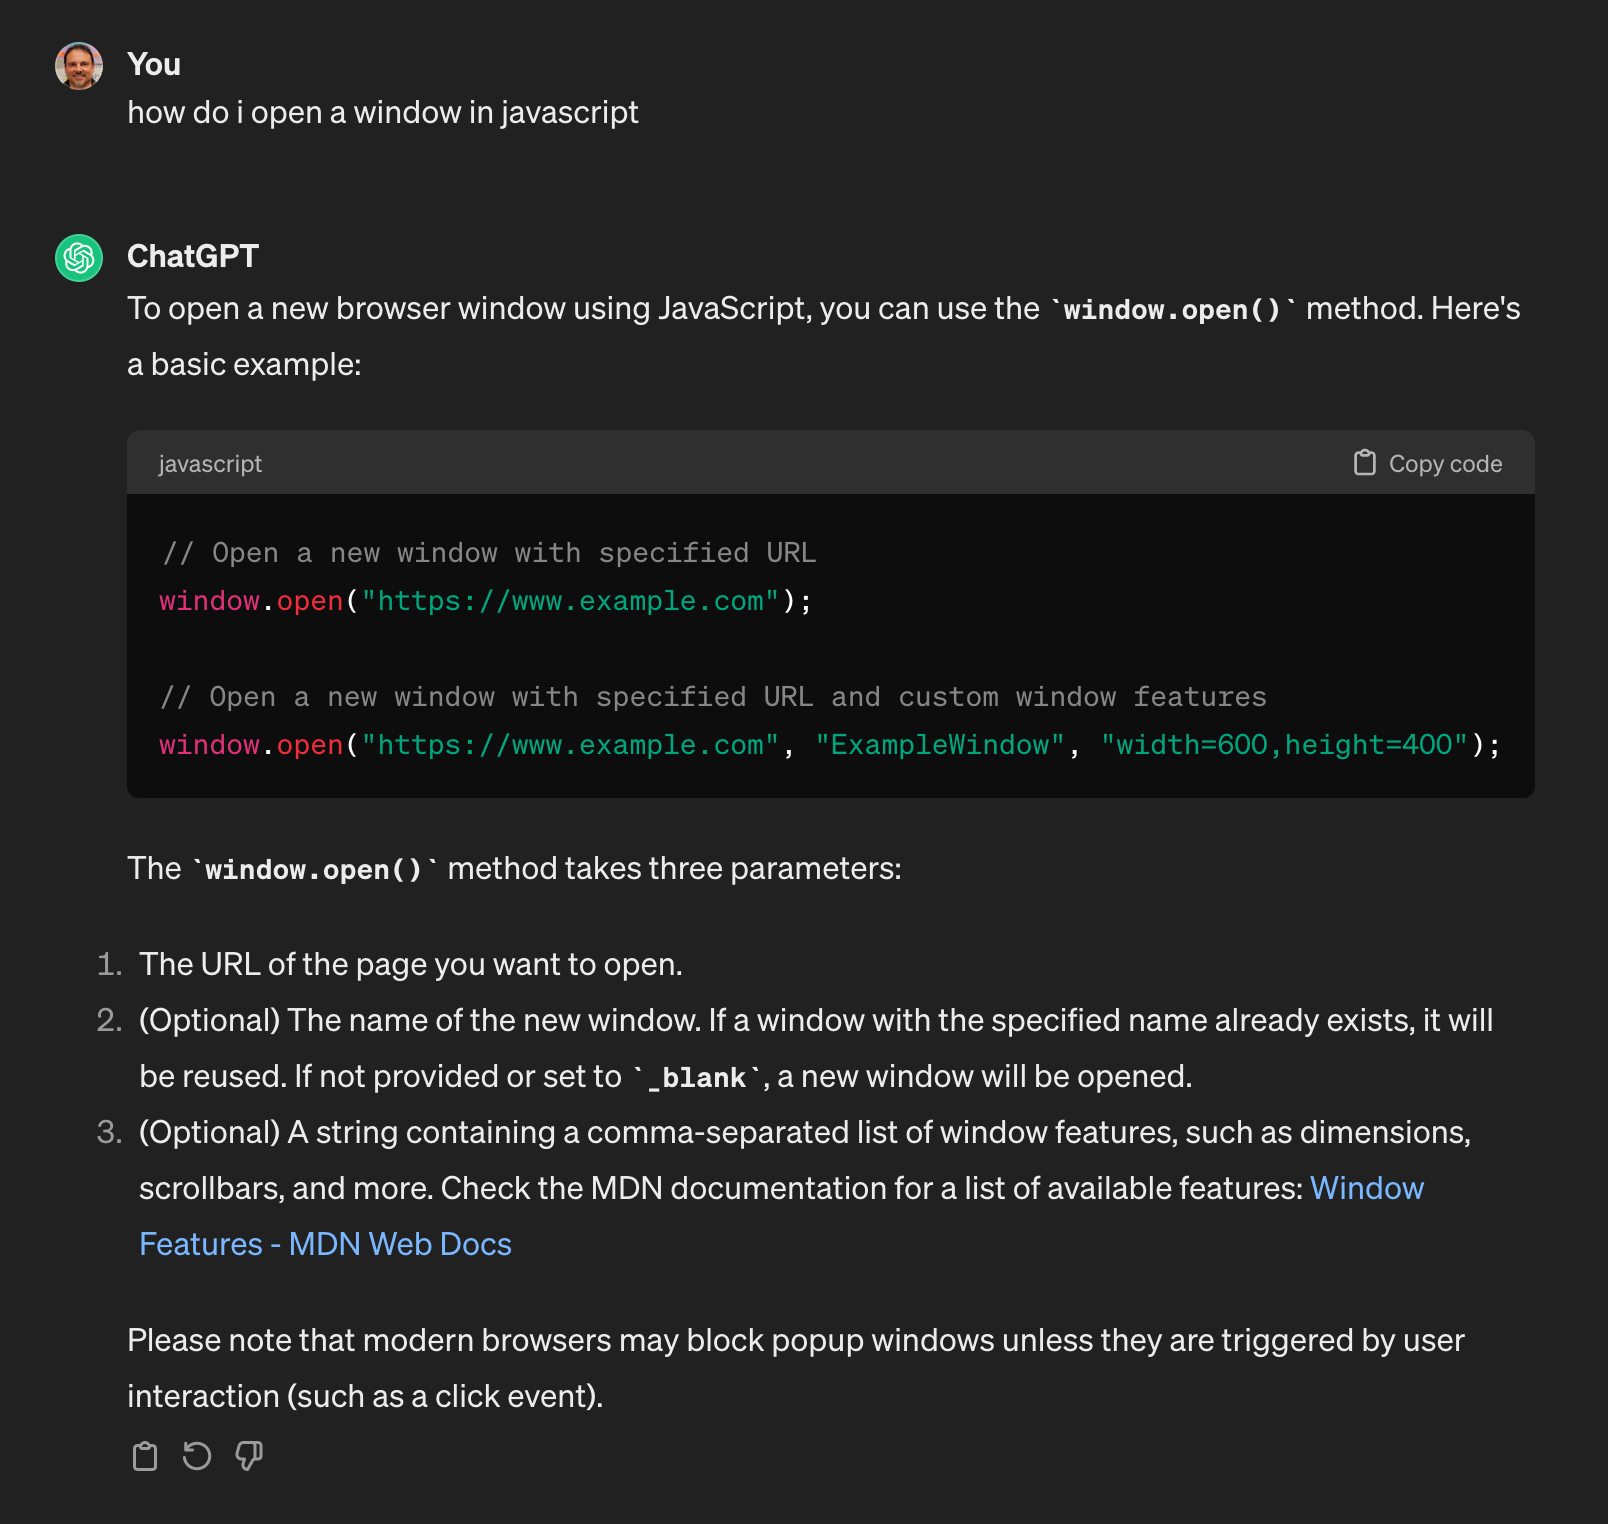 You
how do i open a window in javascript
ChatGPT
To open a new browser window using JavaScript, you can use the `window.open()` method. Here's
a basic example:
javascript
Copy code
// Open a new window with specified URL
window.open("https://www.example.com");
// Open a new window with specified URL and custom window features
window.open("https://www.example.com", "ExampleWindow", "width=600,height=400");
The `window.open()` method takes three parameters:
1. The URL of the page you want to open.
2. (Optional) The name of the new window. If a window with the specified name already exists, it will
be reused. If not provided or set to `_blank`, a new window will be opened.
3. (Optional) A string containing a comma-separated list of window features, such as dimensions,
scrollbars, and more. Check the MDN documentation for a list of available features: Window
Features - MDN Web Docs
Please note that modern browsers may block popup windows unless they are triggered by user
interaction (such as a click event).